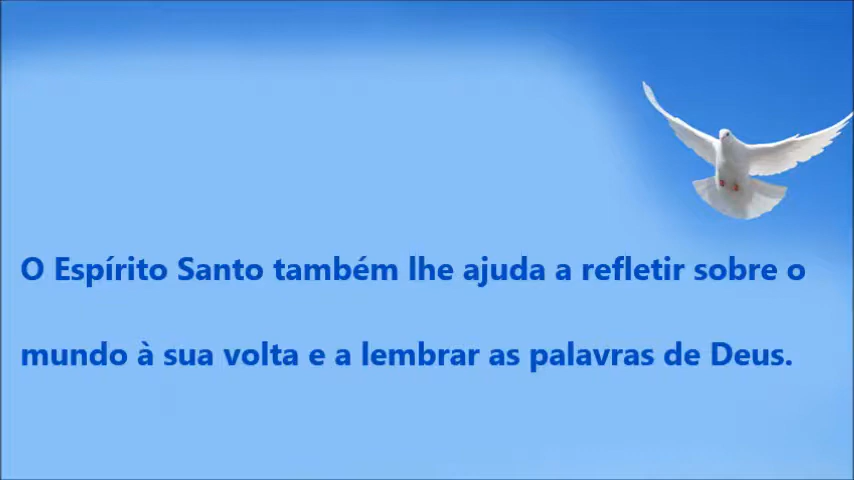 O Espírito Santo também lhe ajuda a refletir sobre o
mundo à sua volta e a lembrar as palavras de Deus.